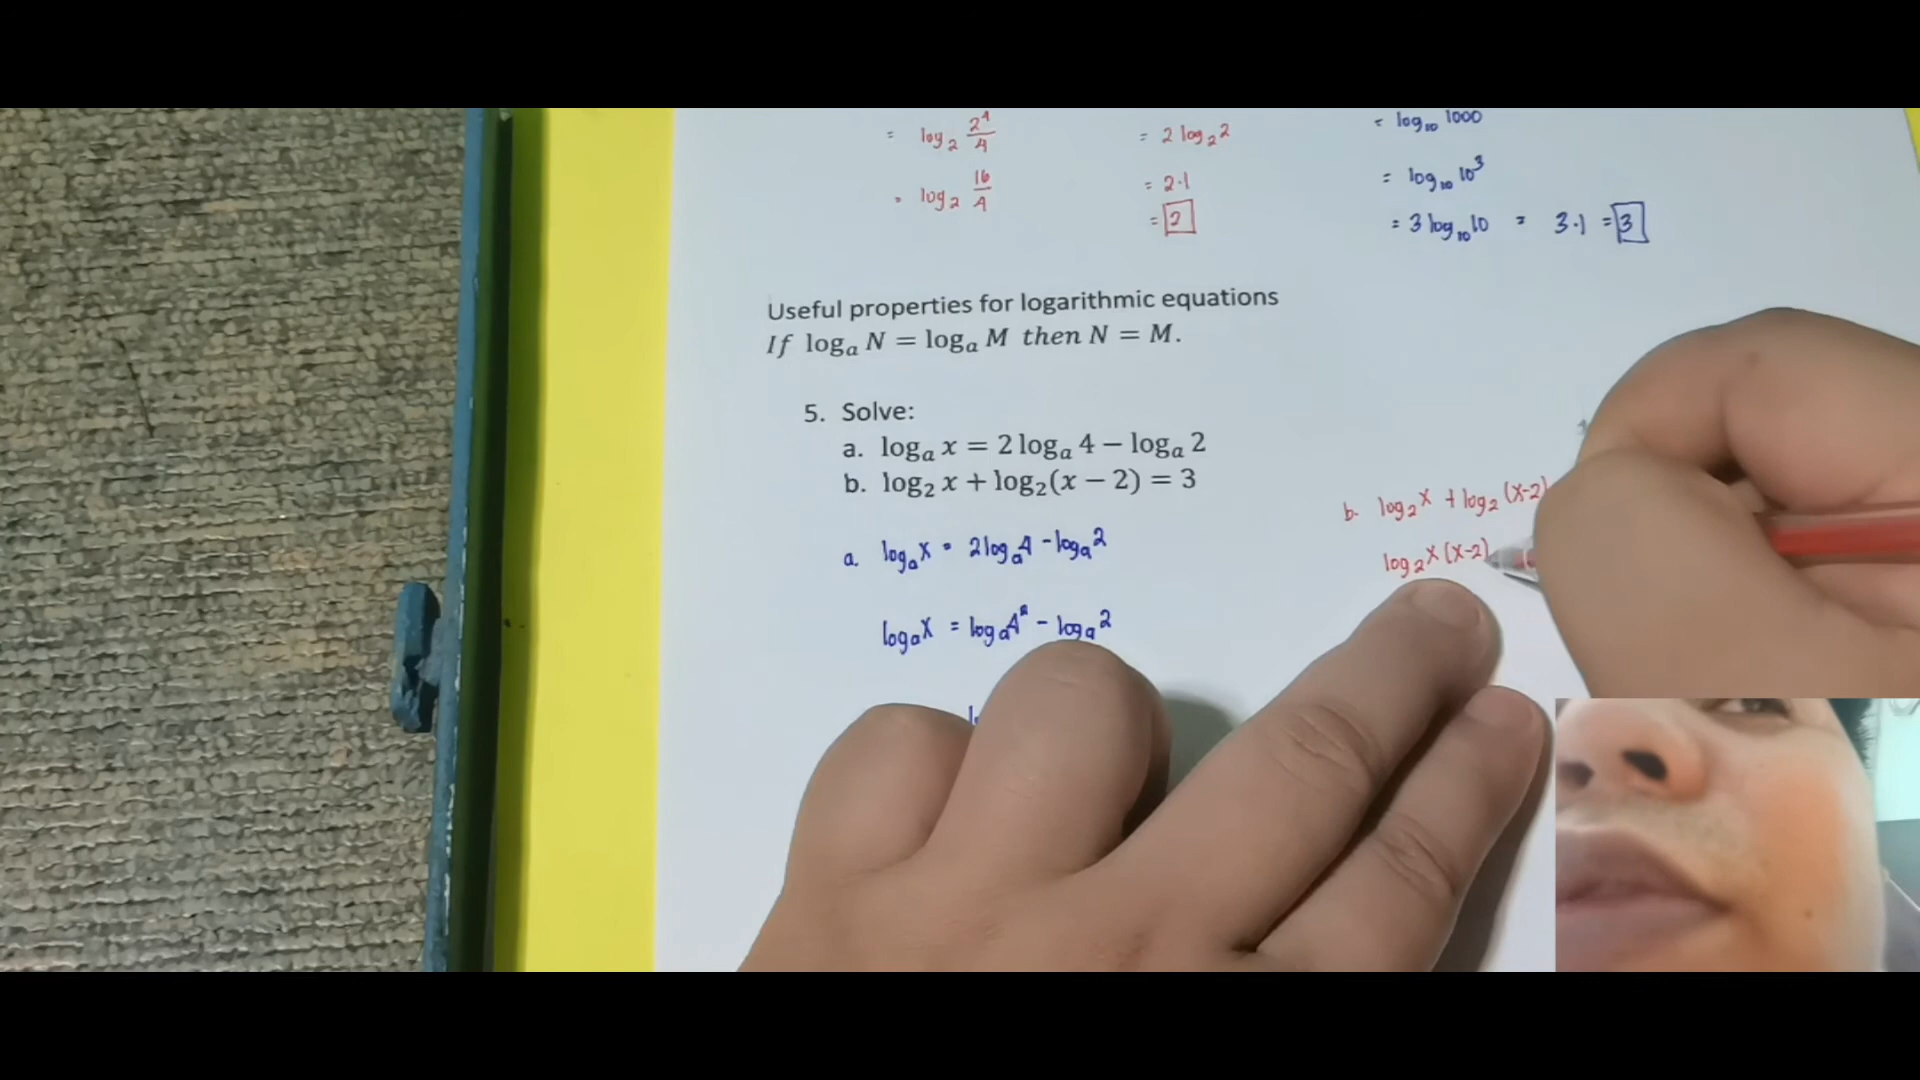 = log₂ 2⁴/4
= log₂ 16/4
= 2 log₂ 2
= 2·1
= 2
= log₁₀ 1000
= log₁₀ 10³
= 3 log₁₀ 10 = 3·1 = 3
Useful properties for logarithmic equations
If logₐ N = logₐ M then N = M.
5. Solve:
a. logₐ x = 2 logₐ 4 − logₐ 2
b. log₂ x + log₂(x − 2) = 3
a. logₐ x = 2 logₐ 4 - logₐ 2
logₐ x = logₐ 4² - logₐ 2
b. log₂ x + log₂ (x-2)
log₂ x (x-2)